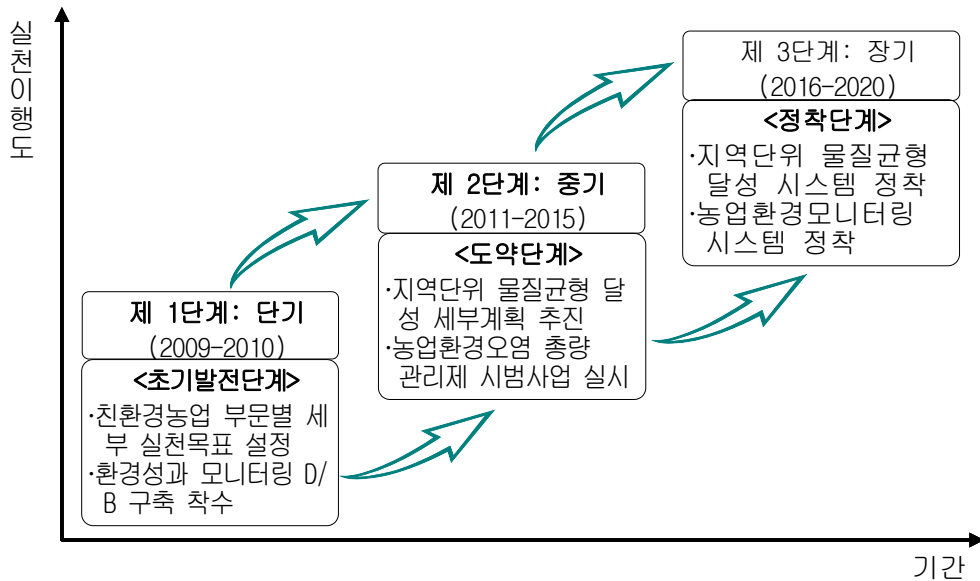 실천이행도
제 3단계: 장기
(2016-2020)
<정착단계>
·지역단위 물질균형
달성 시스템 정착
·농업환경모니터링
시스템 정착
제 2단계: 중기
(2011-2015)
<도약단계>
·지역단위 물질균형 달
성 세부계획 추진
·농업환경오염 총량
관리제 시범사업 실시
제 1단계: 단기
(2009-2010)
<초기발전단계>
·친환경농업 부문별 세
부 실천목표 설정
·환경성과 모니터링 D/
B 구축 착수
기간